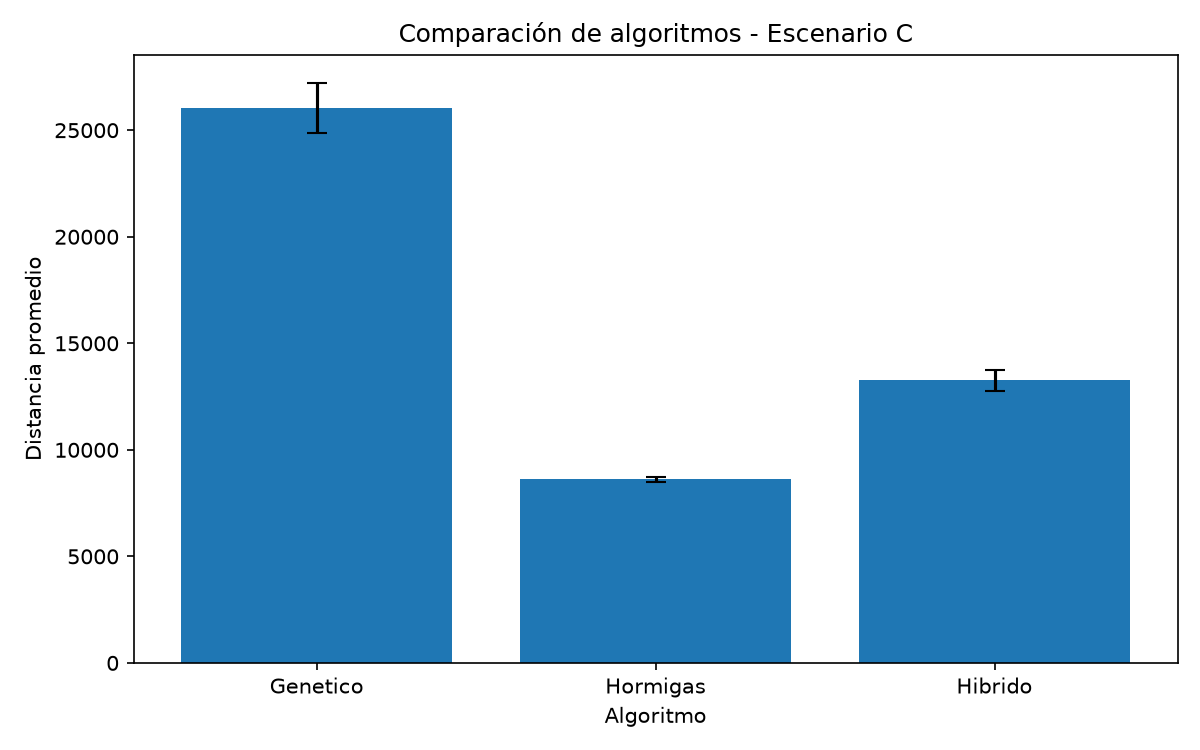 Comparación de algoritmos - Escenario C
Distancia promedio
25000
20000
15000
10000
5000
0
Genetico
Hormigas
Hibrido
Algoritmo